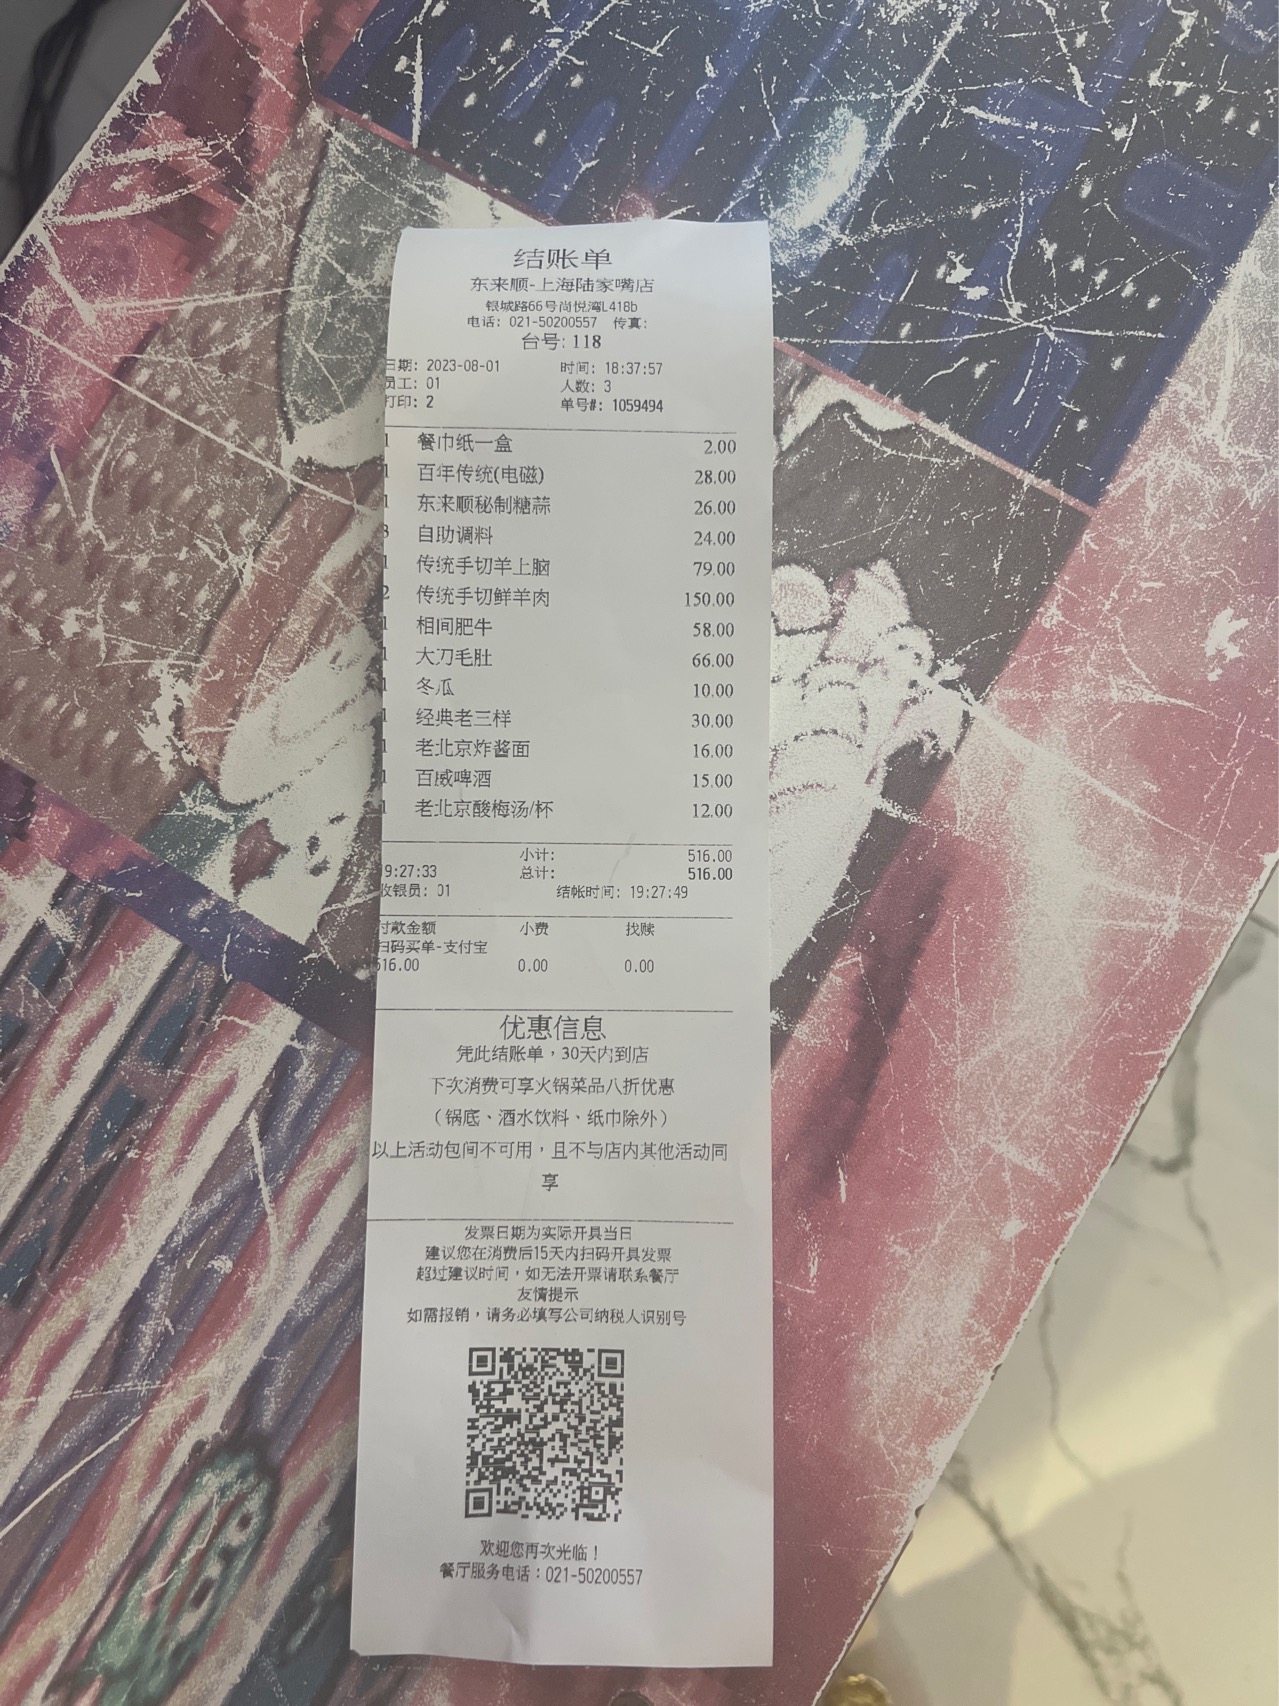 结账单
东来顺-上海陆家嘴店
银城路66号尚悦湾L418b
电话: 021-50200557 传真:
台号: 118
日期: 2023-08-01 时间: 18:37:57
员工: 01 人数: 3
打印: 2 单号#: 1059494
1 餐巾纸一盒 2.00
1 百年传统(电磁) 28.00
1 东来顺秘制糖蒜 26.00
3 自助调料 24.00
1 传统手切羊上脑 79.00
2 传统手切鲜羊肉 150.00
1 相间肥牛 58.00
1 大刀毛肚 66.00
1 冬瓜 10.00
1 经典老三样 30.00
1 老北京炸酱面 16.00
1 百威啤酒 15.00
1 老北京酸梅汤/杯 12.00
小计: 516.00
9:27:33 总计: 516.00
收银员: 01 结帐时间: 19:27:49
付款金额 小费 找赎
扫码买单-支付宝
516.00 0.00 0.00
优惠信息
凭此结账单，30天内到店
下次消费可享火锅菜品八折优惠
（锅底、酒水饮料、纸巾除外）
以上活动包间不可用，且不与店内其他活动同
享
发票日期为实际开具当日
建议您在消费后15天内扫码开具发票
超过建议时间，如无法开票请联系餐厅
友情提示
如需报销，请务必填写公司纳税人识别号
欢迎您再次光临！
餐厅服务电话：021-50200557